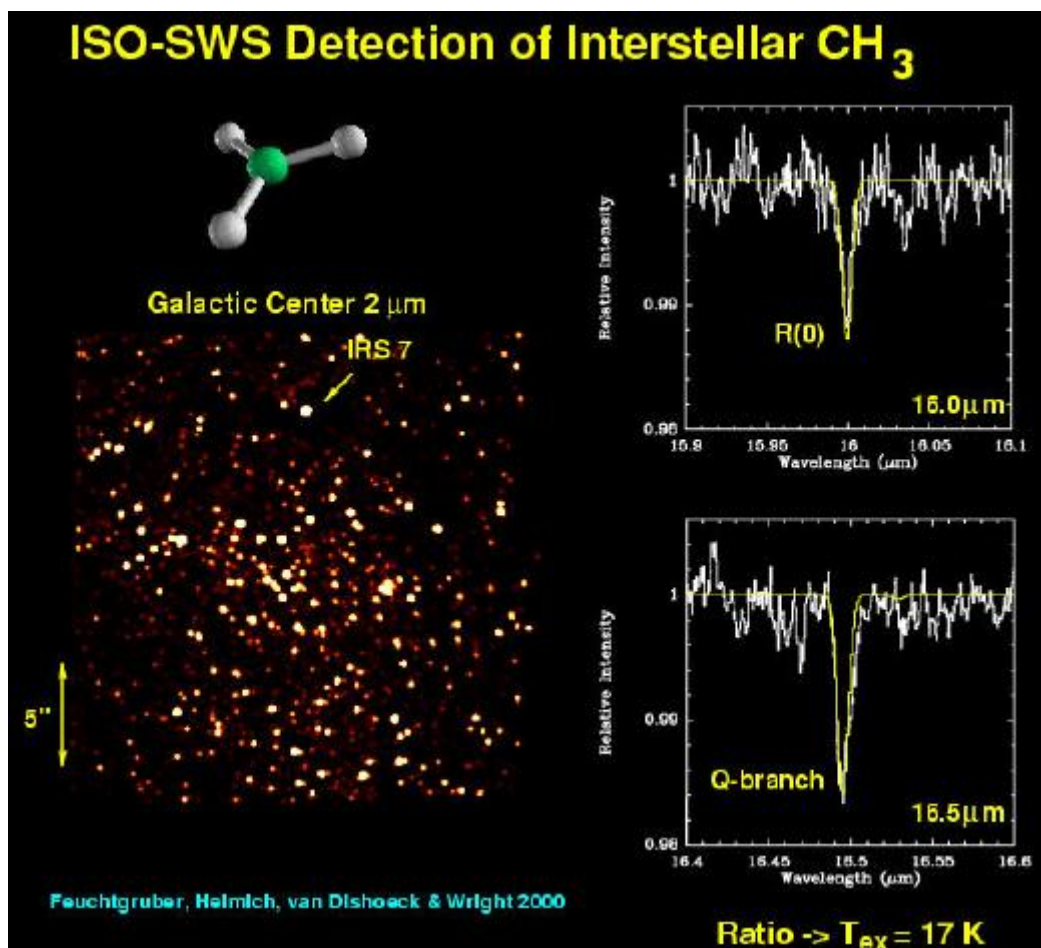 ISO-SWS Detection of Interstellar CH3
Galactic Center 2 μm
IRS 7
5"
Feuchtgruber, Helmich, van Dishoeck & Wright 2000
Relative Intensity
1
0.99
0.98
R(0)
16.0μm
15.9 15.95 16 16.05 16.1
Wavelength (μm)
Relative Intensity
1
0.99
0.98
Q-branch
16.5μm
16.4 16.45 16.5 16.55 16.6
Wavelength (μm)
Ratio -> Tex = 17 K